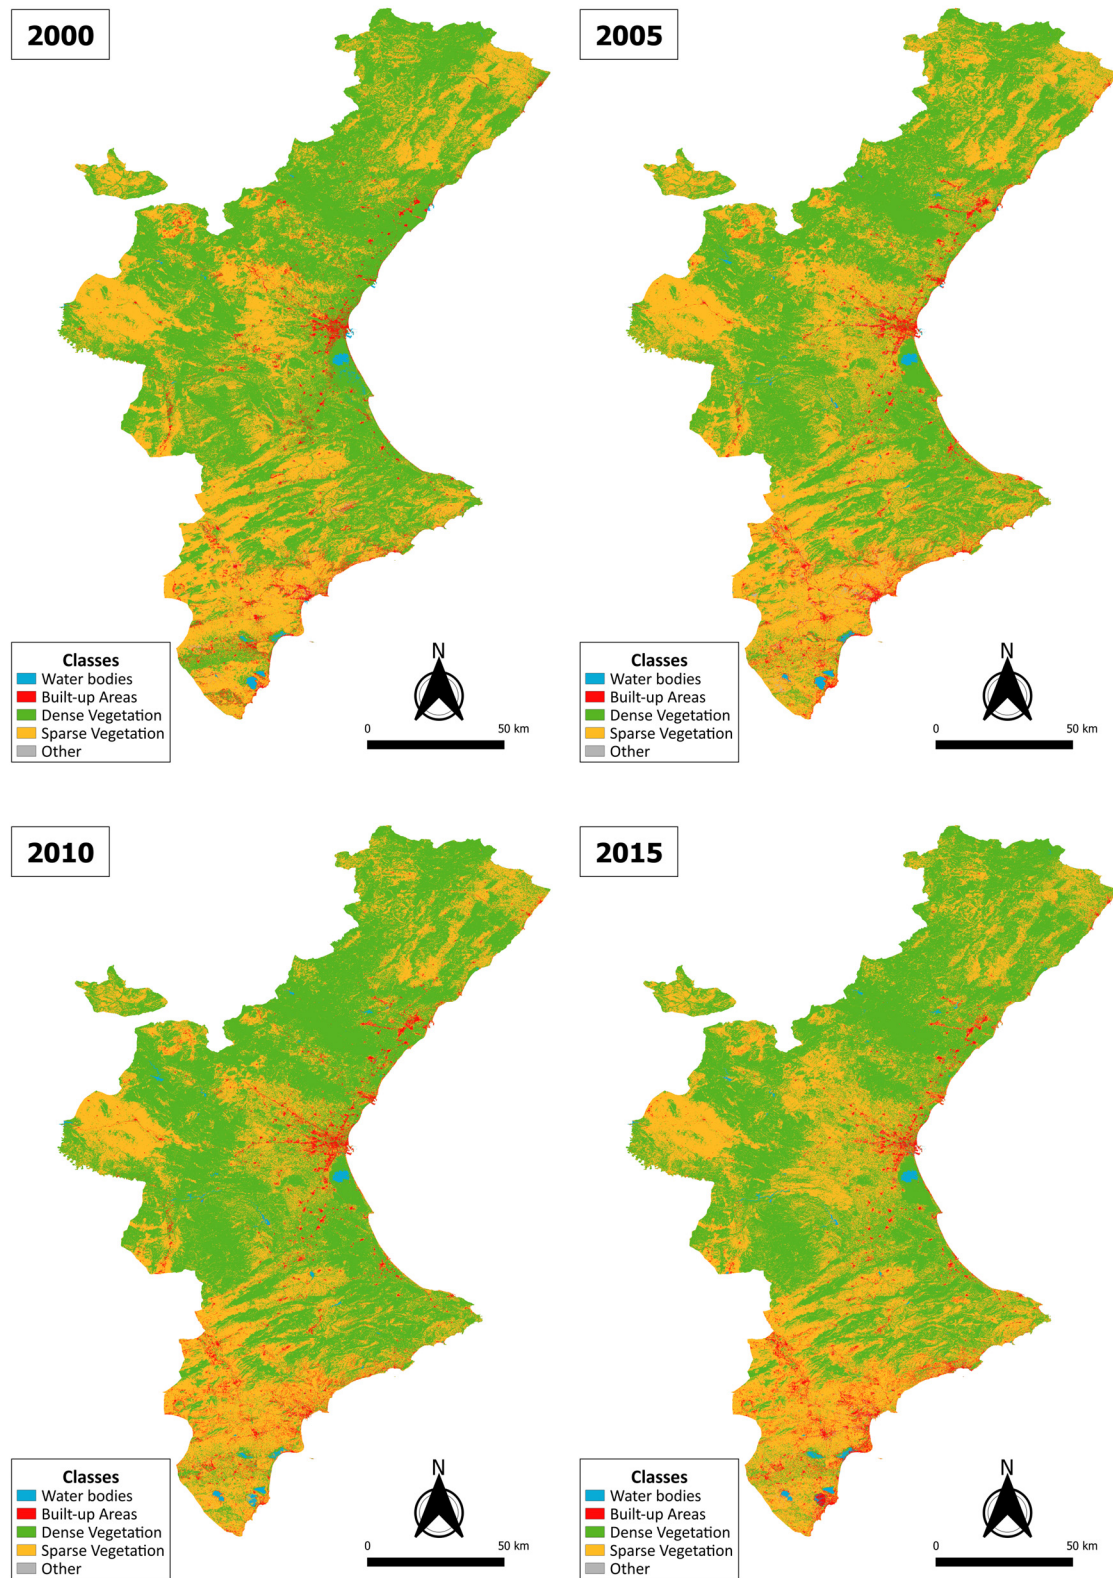 2000
N
Classes
Water bodies
Built-up Areas
Dense Vegetation
Sparse Vegetation
Other
0 50 km
2005
N
Classes
Water bodies
Built-up Areas
Dense Vegetation
Sparse Vegetation
Other
0 50 km
2010
N
Classes
Water bodies
Built-up Areas
Dense Vegetation
Sparse Vegetation
Other
0 50 km
2015
N
Classes
Water bodies
Built-up Areas
Dense Vegetation
Sparse Vegetation
Other
0 50 km